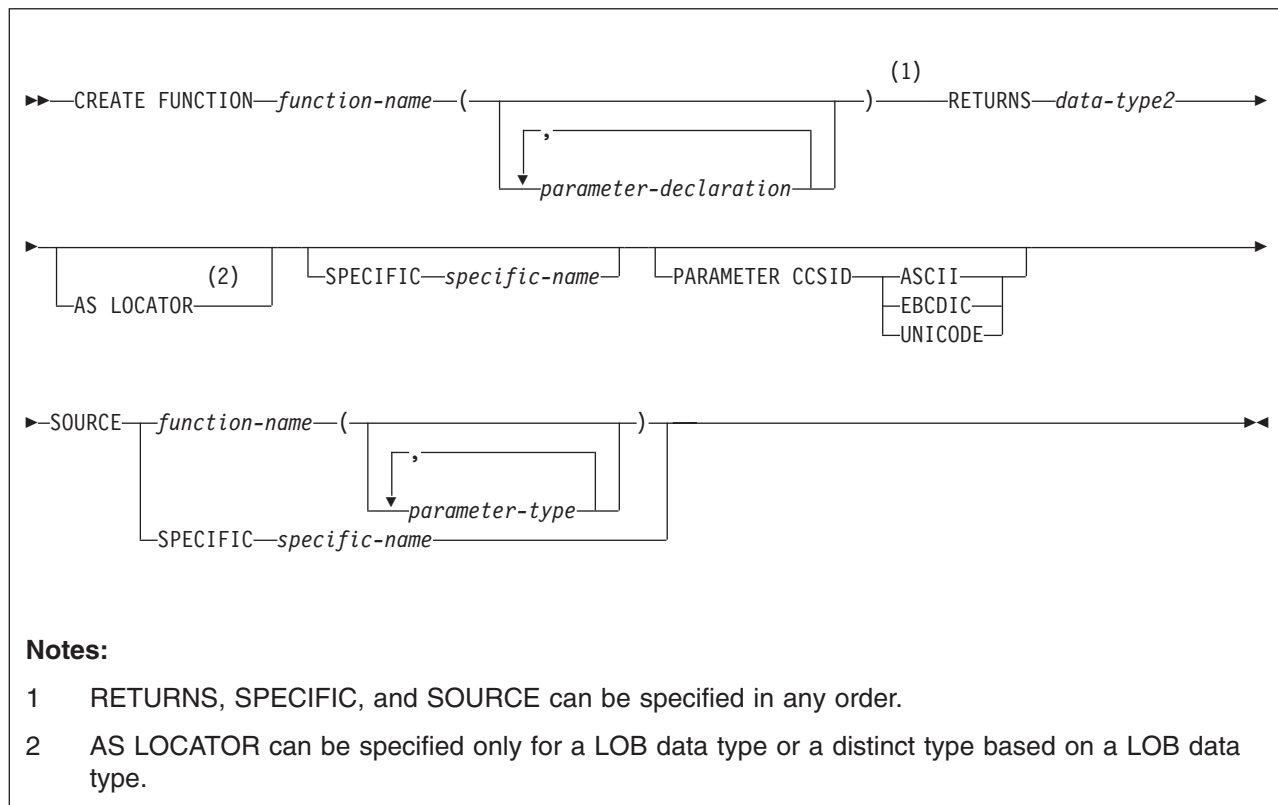 (1)
CREATE FUNCTION function-name ( ) RETURNS data-type2
,
parameter-declaration
(2) SPECIFIC specific-name PARAMETER CCSID ASCII
AS LOCATOR EBCDIC
UNICODE
SOURCE function-name ( )
,
parameter-type
SPECIFIC specific-name
Notes:
1 RETURNS, SPECIFIC, and SOURCE can be specified in any order.
2 AS LOCATOR can be specified only for a LOB data type or a distinct type based on a LOB data
type.